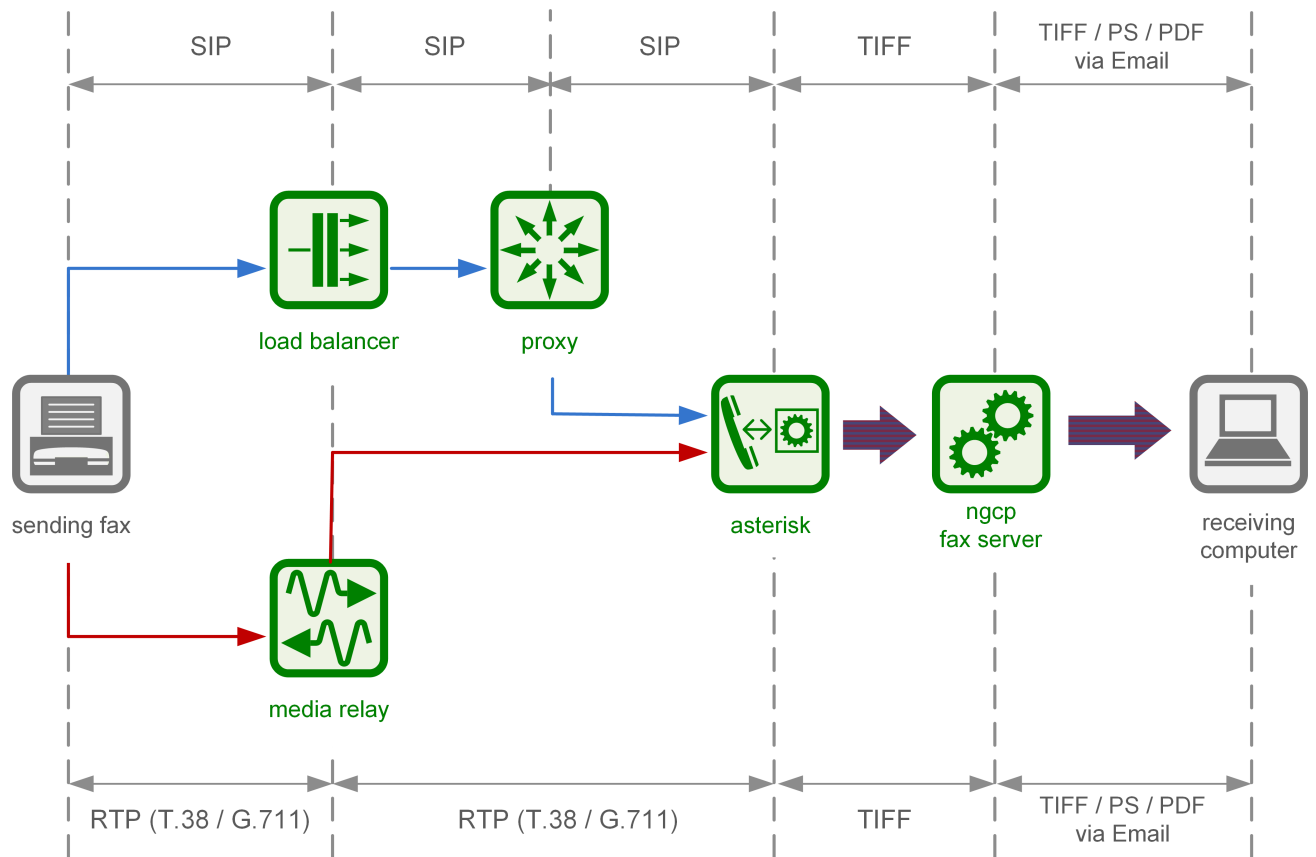 SIP
SIP
SIP
TIFF
TIFF / PS / PDF
via Email
load balancer
proxy
sending fax
asterisk
ngcp
fax server
receiving
computer
media relay
RTP (T.38 / G.711)
RTP (T.38 / G.711)
TIFF
TIFF / PS / PDF
via Email